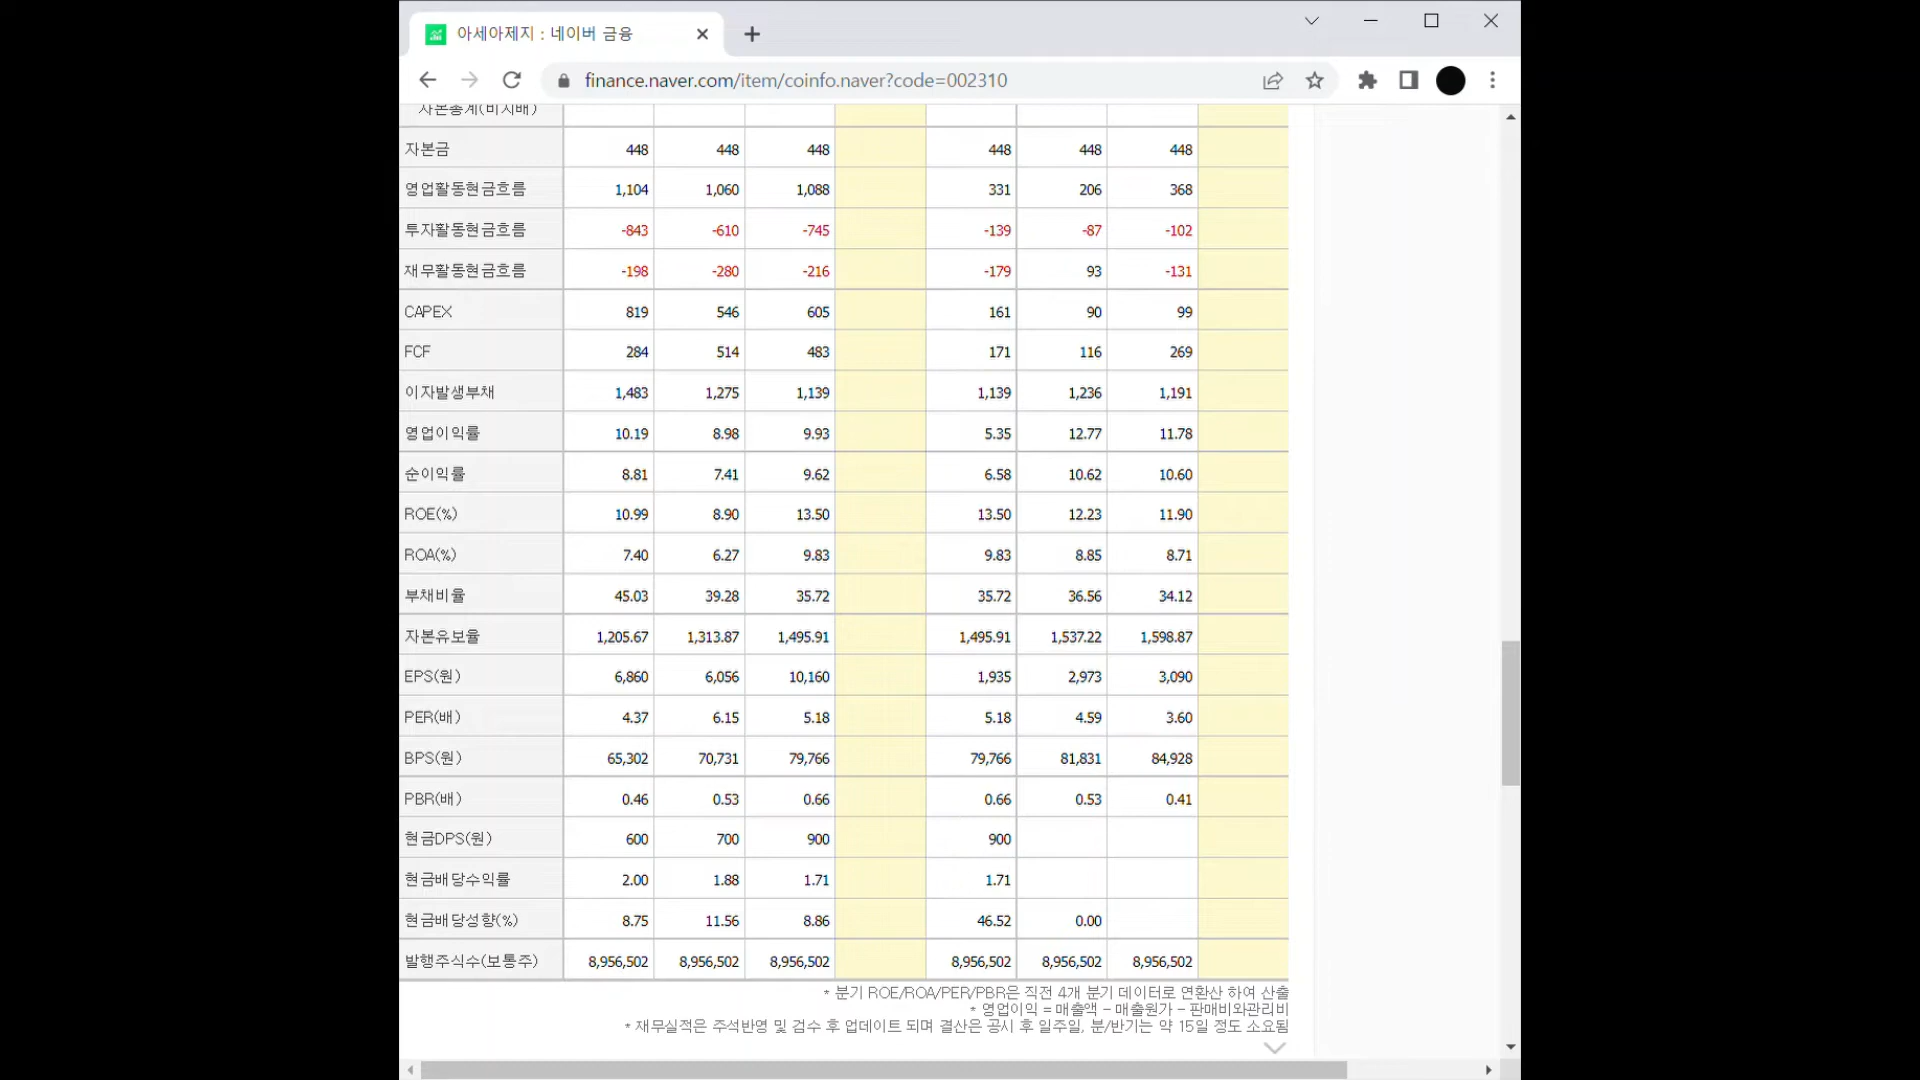 아세아제지 : 네이버 금융
finance.naver.com/item/coinfo.naver?code=002310
자본총계(비지배)
자본금 448 448 448 448 448 448
영업활동현금흐름 1,104 1,060 1,088 331 206 368
투자활동현금흐름 -843 -610 -745 -139 -87 -102
재무활동현금흐름 -198 -280 -216 -179 93 -131
CAPEX 819 546 605 161 90 99
FCF 284 514 483 171 116 269
이자발생부채 1,483 1,275 1,139 1,139 1,236 1,191
영업이익률 10.19 8.98 9.93 5.35 12.77 11.78
순이익률 8.81 7.41 9.62 6.58 10.62 10.60
ROE(%) 10.99 8.90 13.50 13.50 12.23 11.90
ROA(%) 7.40 6.27 9.83 9.83 8.85 8.71
부채비율 45.03 39.28 35.72 35.72 36.56 34.12
자본유보율 1,205.67 1,313.87 1,495.91 1,495.91 1,537.22 1,598.87
EPS(원) 6,860 6,056 10,160 1,935 2,973 3,090
PER(배) 4.37 6.15 5.18 5.18 4.59 3.60
BPS(원) 65,302 70,731 79,766 79,766 81,831 84,928
PBR(배) 0.46 0.53 0.66 0.66 0.53 0.41
현금DPS(원) 600 700 900 900
현금배당수익률 2.00 1.88 1.71 1.71
현금배당성향(%) 8.75 11.56 8.86 46.52 0.00
발행주식수(보통주) 8,956,502 8,956,502 8,956,502 8,956,502 8,956,502 8,956,502
* 분기 ROE/ROA/PER/PBR은 직전 4개 분기 데이터로 연환산 하여 산출
* 영업이익 = 매출액 - 매출원가 - 판매비와관리비
* 재무실적은 주석반영 및 검수 후 업데이트 되며 결산은 공시 후 일주일, 분/반기는 약 15일 정도 소요됨